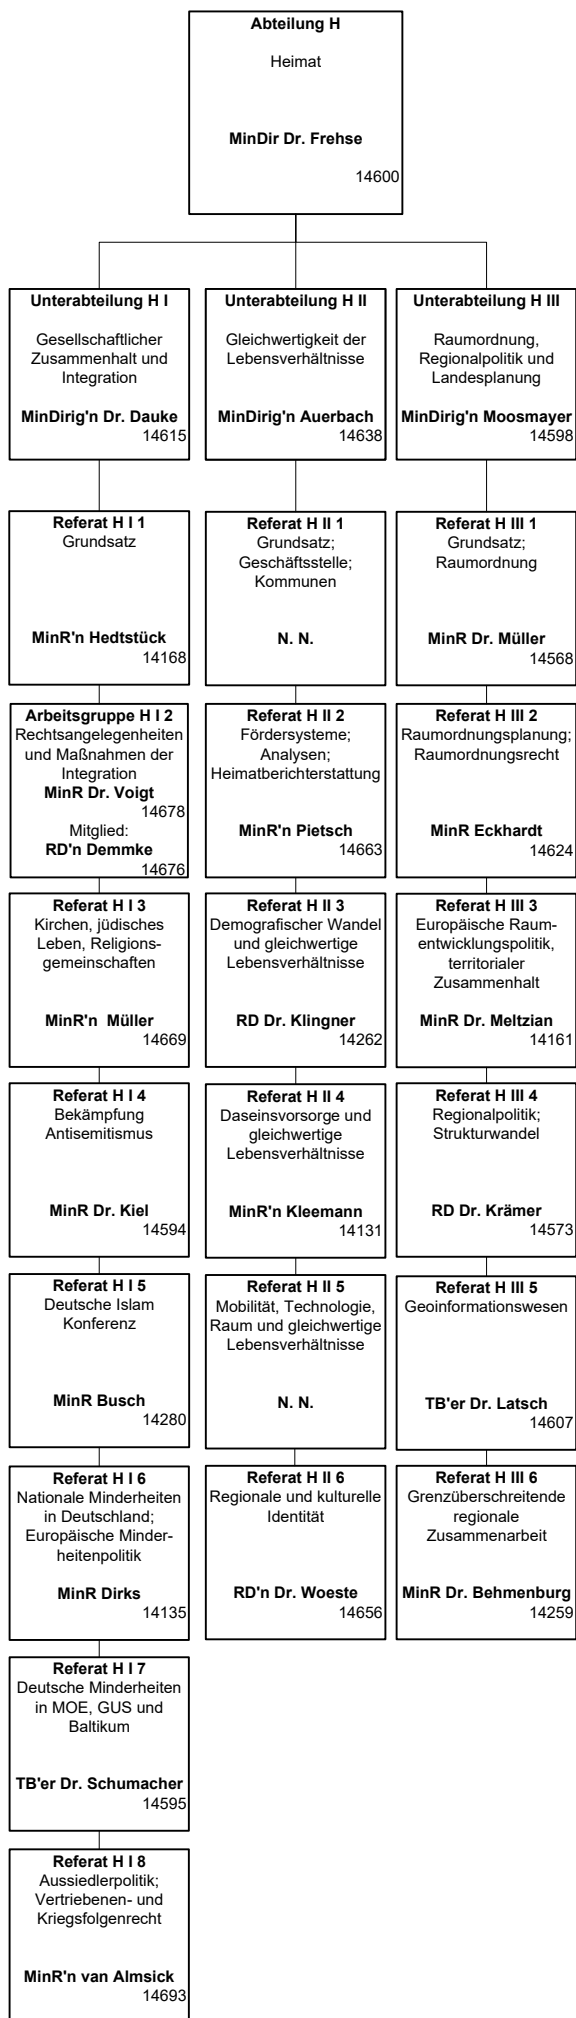 Abteilung H
Heimat
MinDir Dr. Frehse
14600
Unterabteilung H I
Gesellschaftlicher
Zusammenhalt und
Integration
MinDirig'n Dr. Dauke
14615
Unterabteilung H II
Gleichwertigkeit der
Lebensverhältnisse
MinDirig'n Auerbach
14638
Unterabteilung H III
Raumordnung,
Regionalpolitik und
Landesplanung
MinDirig'n Moosmayer
14598
Referat H I 1
Grundsatz
MinR'n Hedtstück
14168
Referat H II 1
Grundsatz;
Geschäftsstelle;
Kommunen
N. N.
Referat H III 1
Grundsatz;
Raumordnung
MinR Dr. Müller
14568
Arbeitsgruppe H I 2
Rechtsangelegenheiten
und Maßnahmen der
Integration
MinR Dr. Voigt
14678
Mitglied:
RD'n Demmke
14676
Referat H II 2
Fördersysteme;
Analysen;
Heimatberichterstattung
MinR'n Pietsch
14663
Referat H III 2
Raumordnungsplanung;
Raumordnungsrecht
MinR Eckhardt
14624
Referat H I 3
Kirchen, jüdisches
Leben, Religions-
gemeinschaften
MinR'n Müller
14669
Referat H II 3
Demografischer Wandel
und gleichwertige
Lebensverhältnisse
RD Dr. Klingner
14262
Referat H III 3
Europäische Raum-
entwicklungspolitik,
territorialer
Zusammenhalt
MinR Dr. Meltzian
14161
Referat H I 4
Bekämpfung
Antisemitismus
MinR Dr. Kiel
14594
Referat H II 4
Daseinsvorsorge und
gleichwertige
Lebensverhältnisse
MinR'n Kleemann
14131
Referat H III 4
Regionalpolitik;
Strukturwandel
RD Dr. Krämer
14573
Referat H I 5
Deutsche Islam
Konferenz
MinR Busch
14280
Referat H II 5
Mobilität, Technologie,
Raum und gleichwertige
Lebensverhältnisse
N. N.
Referat H III 5
Geoinformationswesen
TB'er Dr. Latsch
14607
Referat H I 6
Nationale Minderheiten
in Deutschland;
Europäische Minder-
heitenpolitik
MinR Dirks
14135
Referat H II 6
Regionale und kulturelle
Identität
RD'n Dr. Woeste
14656
Referat H III 6
Grenzüberschreitende
regionale
Zusammenarbeit
MinR Dr. Behmenburg
14259
Referat H I 7
Deutsche Minderheiten
in MOE, GUS und
Baltikum
TB'er Dr. Schumacher
14595
Referat H I 8
Aussiedlerpolitik;
Vertriebenen- und
Kriegsfolgenrecht
MinR'n van Almsick
14693